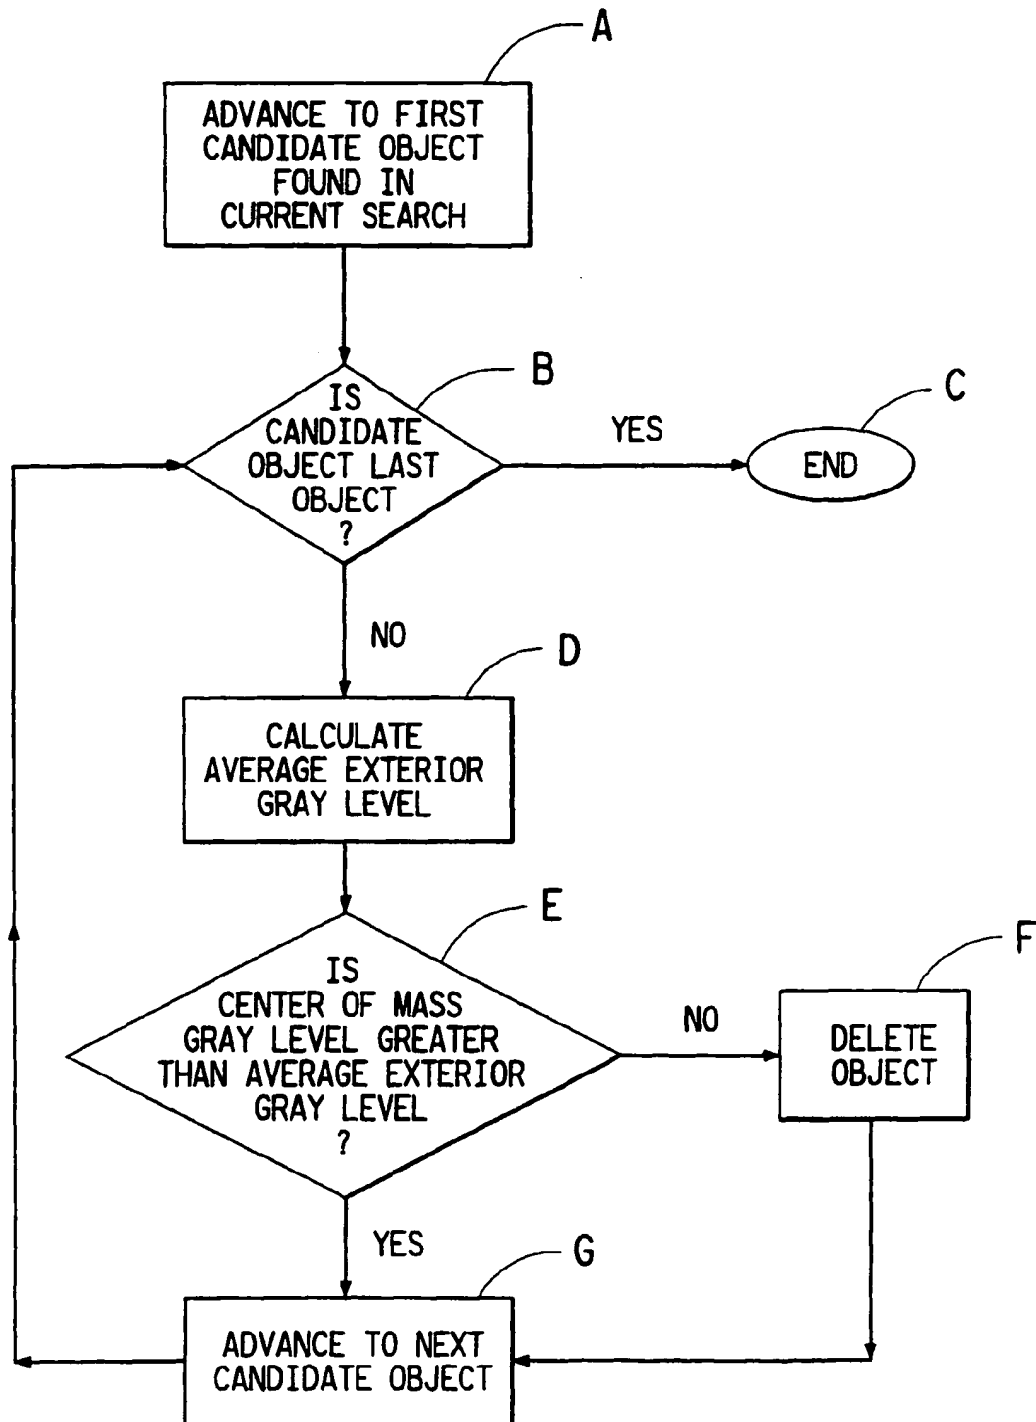 A
ADVANCE TO FIRST
CANDIDATE OBJECT
FOUND IN
CURRENT SEARCH
B
IS
CANDIDATE
OBJECT LAST
OBJECT
?
YES
C
END
NO
D
CALCULATE
AVERAGE EXTERIOR
GRAY LEVEL
E
IS
CENTER OF MASS
GRAY LEVEL GREATER
THAN AVERAGE EXTERIOR
GRAY LEVEL
?
NO
F
DELETE
OBJECT
YES
G
ADVANCE TO NEXT
CANDIDATE OBJECT